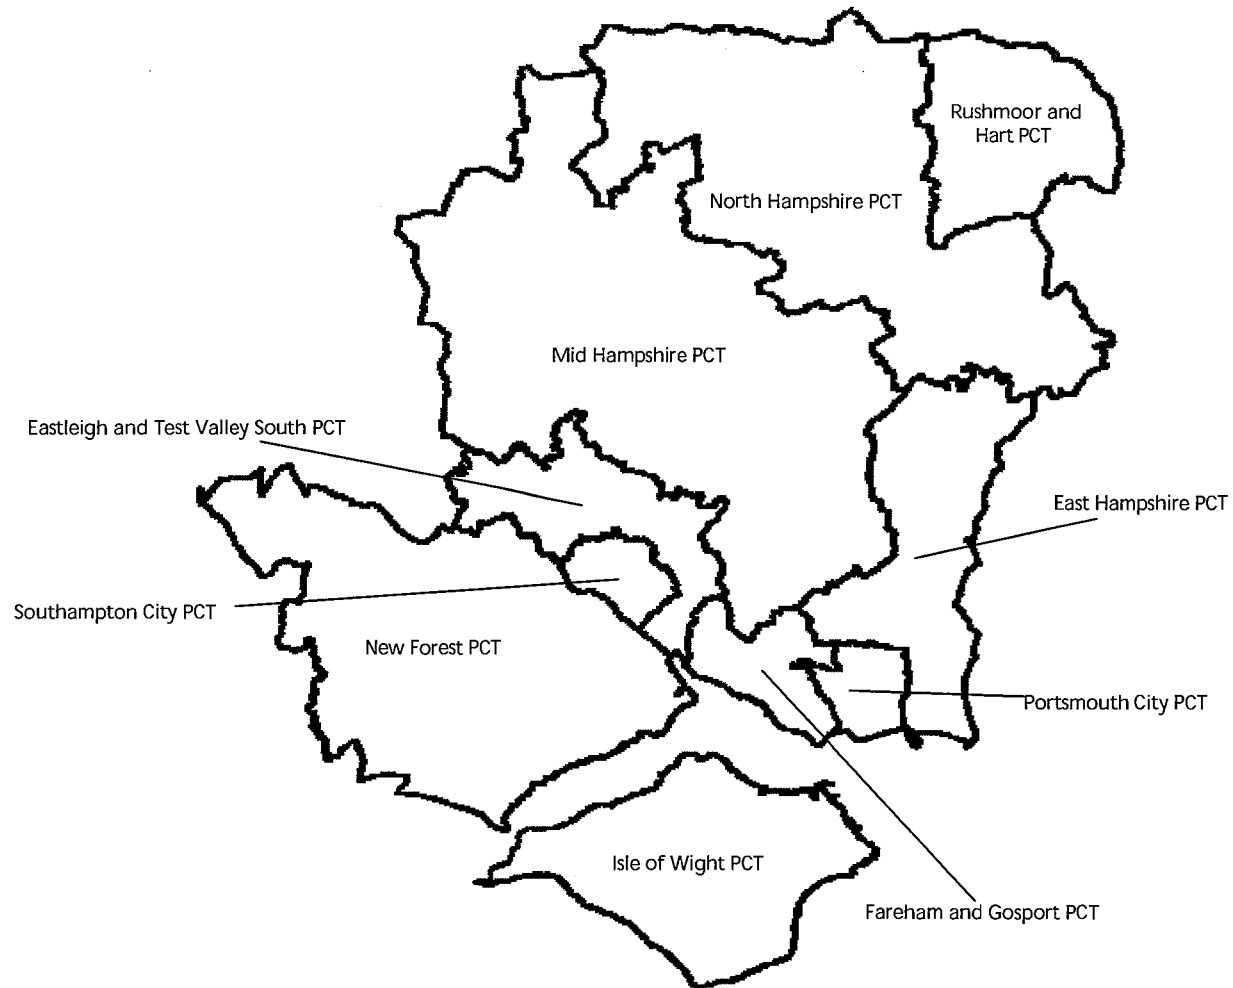 Rushmoor and
Hart PCT
North Hampshire PCT
Mid Hampshire PCT
Eastleigh and Test Valley South PCT
East Hampshire PCT
Southampton City PCT
New Forest PCT
Portsmouth City PCT
Isle of Wight PCT
Fareham and Gosport PCT